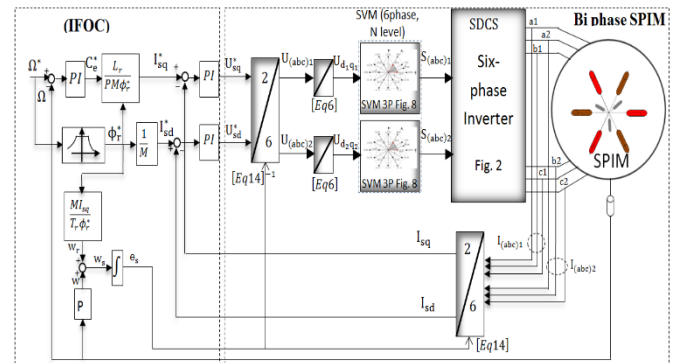 (IFOC)
SVM (6phase,
N level)
SDCS
Six-
phase
Inverter
Fig. 2
Bi phase SPIM
SPIM
a1
a2
b1
b2
c1
c2
Ω*
Ω
PI
C*e
Lr
PMϕ*r
I*sq
PI
U*sq
2
6
[Eq14]⁻¹
U(abc)1
Ud1q1
[Eq6]
SVM 3P Fig. 8
S(abc)1
ϕ*r
1
M
I*sd
PI
U*sd
U(abc)2
Ud2q2
[Eq6]
SVM 3P Fig. 8
S(abc)2
MIsq
Trϕ*r
wr
w
ws
∫
θs
P
Isq
Isd
2
6
[Eq14]
I(abc)1
I(abc)2